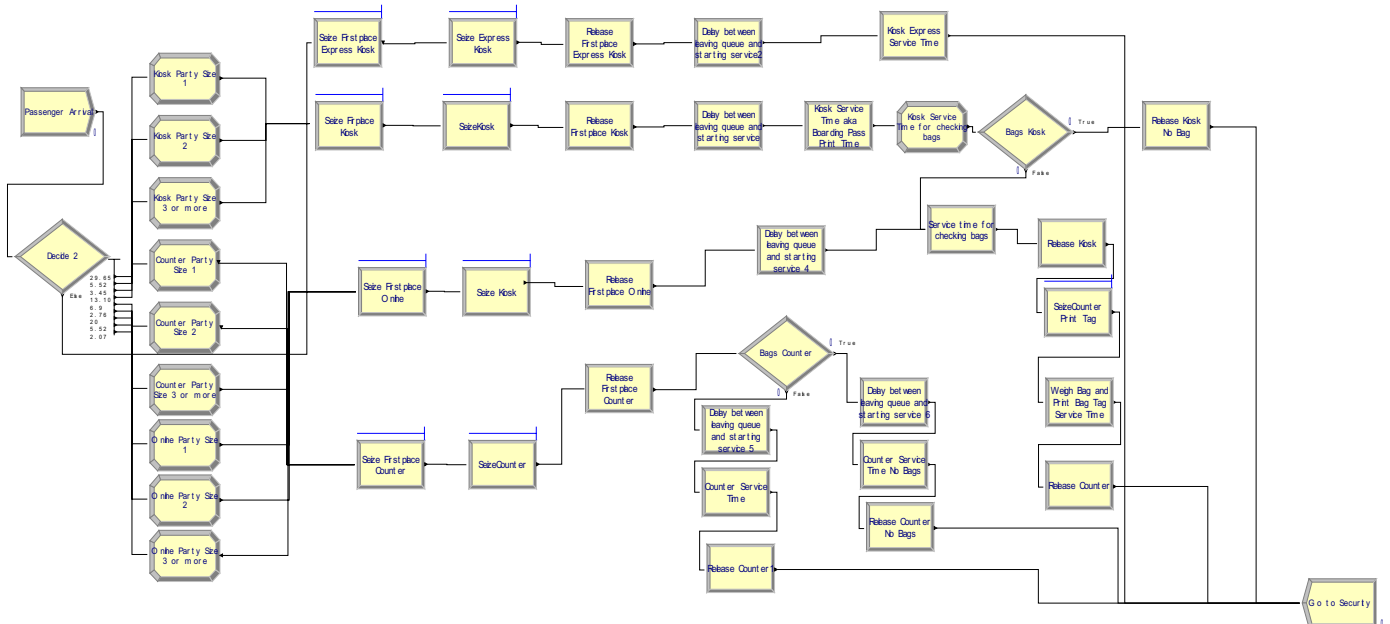 Seize Firstplace
Express Kiosk
Seize Express
Kiosk
Release
Firstplace
Express Kiosk
Delay between
leaving queue and
starting service2
Kiosk Express
Service Time
Passenger Arrival
Kiosk Party Size
1
Kiosk Party Size
2
Kiosk Party Size
3 or more
Counter Party
Size 1
Counter Party
Size 2
Counter Party
Size 3 or more
Online Party Size
1
Online Party Size
2
Online Party Size
3 or more
Decide 2
Else
29.65
5.52
3.45
13.10
6.9
2.76
20
5.52
2.07
Seize Firplace
Kiosk
SeizeKiosk
Release
Firstplace Kiosk
Delay between
leaving queue and
starting service
Kiosk Service
Time aka
Boarding Pass
Print Time
Kiosk Service
Time for checking
bags
Bags Kiosk
True
False
Release Kiosk
No Bag
Seize Firstplace
Online
Seize Kiosk
Release
Firstplace Online
Delay between
leaving queue
and starting
service 4
Service time for
checking bags
Release Kiosk
SeizeCounter
Print Tag
Weigh Bag and
Print Bag Tag
Service Time
Release Counter
Seize Firstplace
Counter
SeizeCounter
Release
Firstplace
Counter
Bags Counter
True
False
Delay between
leaving queue
and starting
service 5
Counter Service
Time
Release Counter1
Delay between
leaving queue and
starting service 6
Counter Service
Time No Bags
Release Counter
No Bags
Go to Security